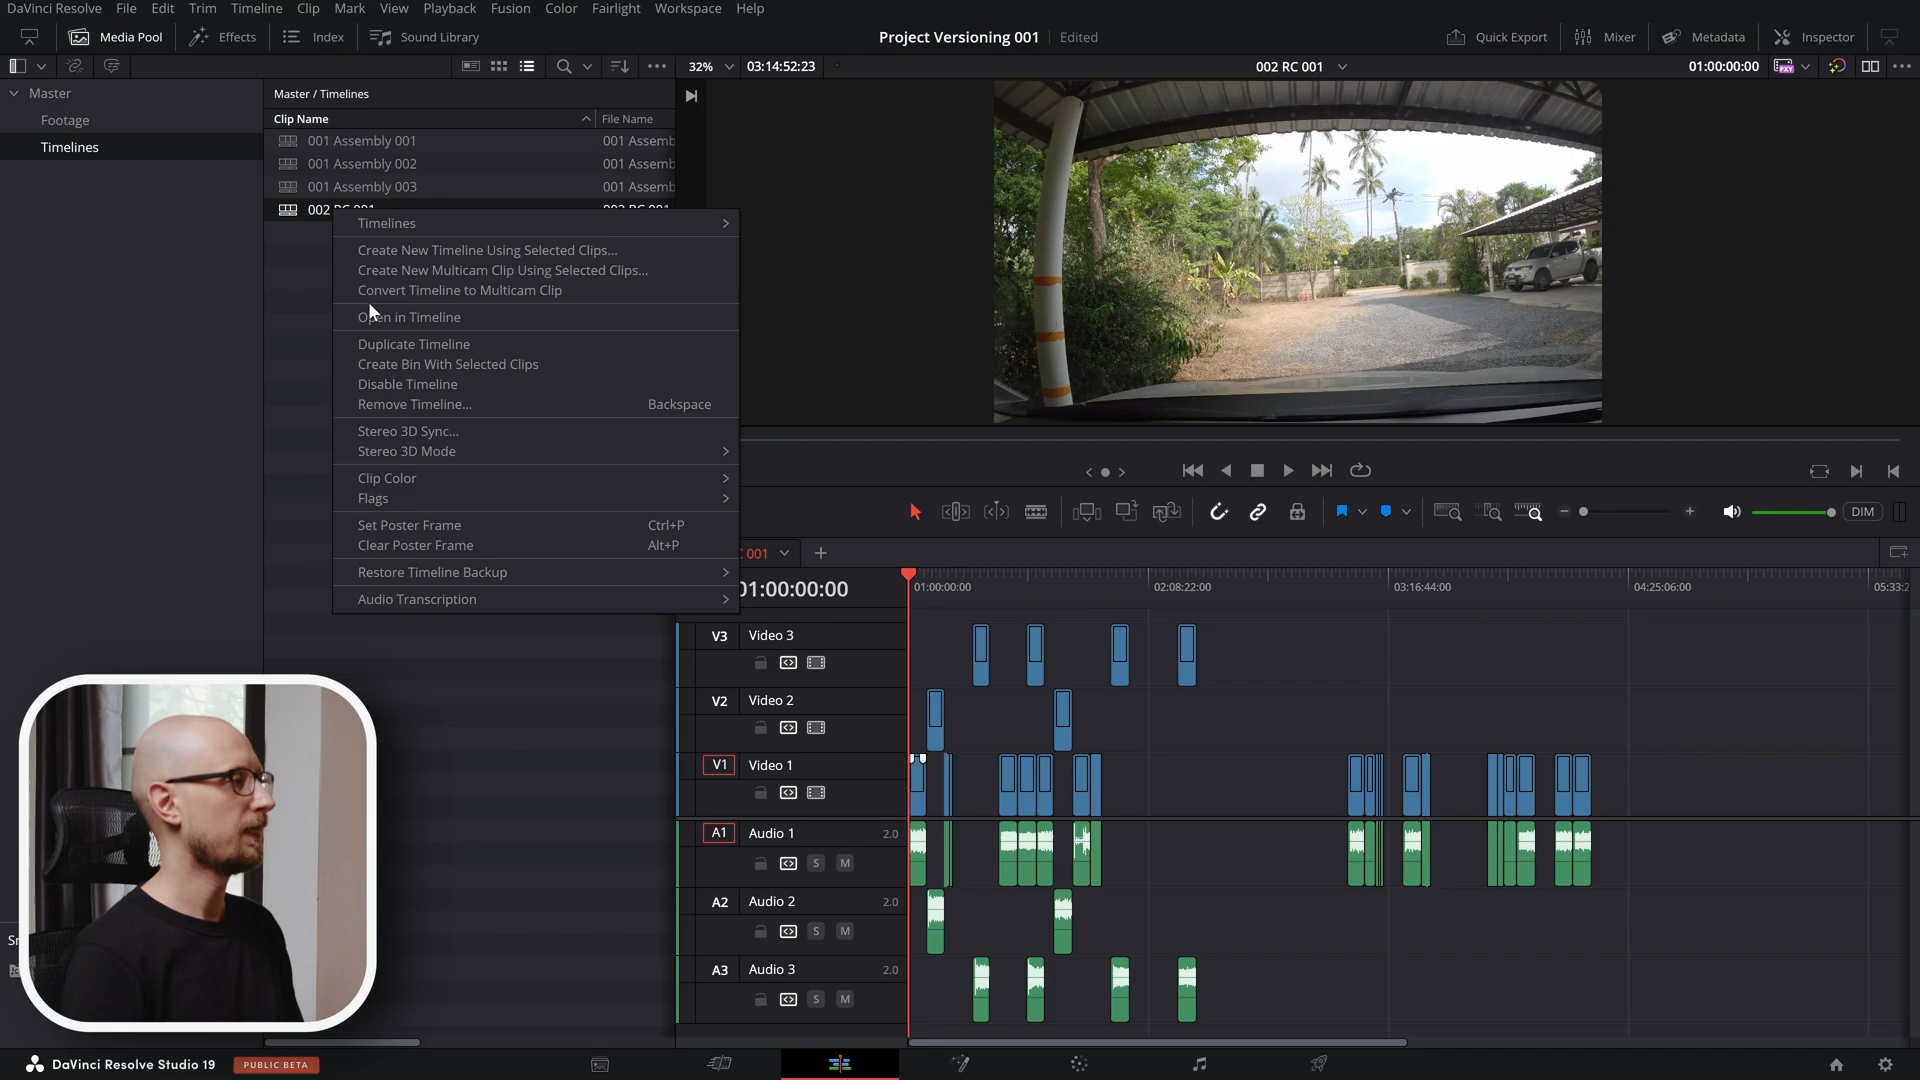 DaVinci Resolve File Edit Trim Timeline Clip Mark View Playback Fusion Color Fairlight Workspace Help
Media Pool Effects Index Sound Library Project Versioning 001 Edited Quick Export Mixer Metadata Inspector
32% 03:14:52:23 002 RC 001 01:00:00:00 PXY
Master
Footage
Timelines
Master / Timelines
Clip Name File Name
001 Assembly 001 001 Assemb
001 Assembly 002 001 Assemb
001 Assembly 003 001 Assemb
002 RC 001 002 RC 001
Timelines
Create New Timeline Using Selected Clips...
Create New Multicam Clip Using Selected Clips...
Convert Timeline to Multicam Clip
Open in Timeline
Duplicate Timeline
Create Bin With Selected Clips
Disable Timeline
Remove Timeline... Backspace
Stereo 3D Sync...
Stereo 3D Mode
Clip Color
Flags
Set Poster Frame Ctrl+P
Clear Poster Frame Alt+P
Restore Timeline Backup
Audio Transcription
DIM
001
01:00:00:00 01:00:00:00 02:08:22:00 03:16:44:00 04:25:06:00 05:33:2
V3 Video 3
V2 Video 2
V1 Video 1
A1 Audio 1 2.0
S M
A2 Audio 2 2.0
S M
A3 Audio 3 2.0
S M
DaVinci Resolve Studio 19 PUBLIC BETA